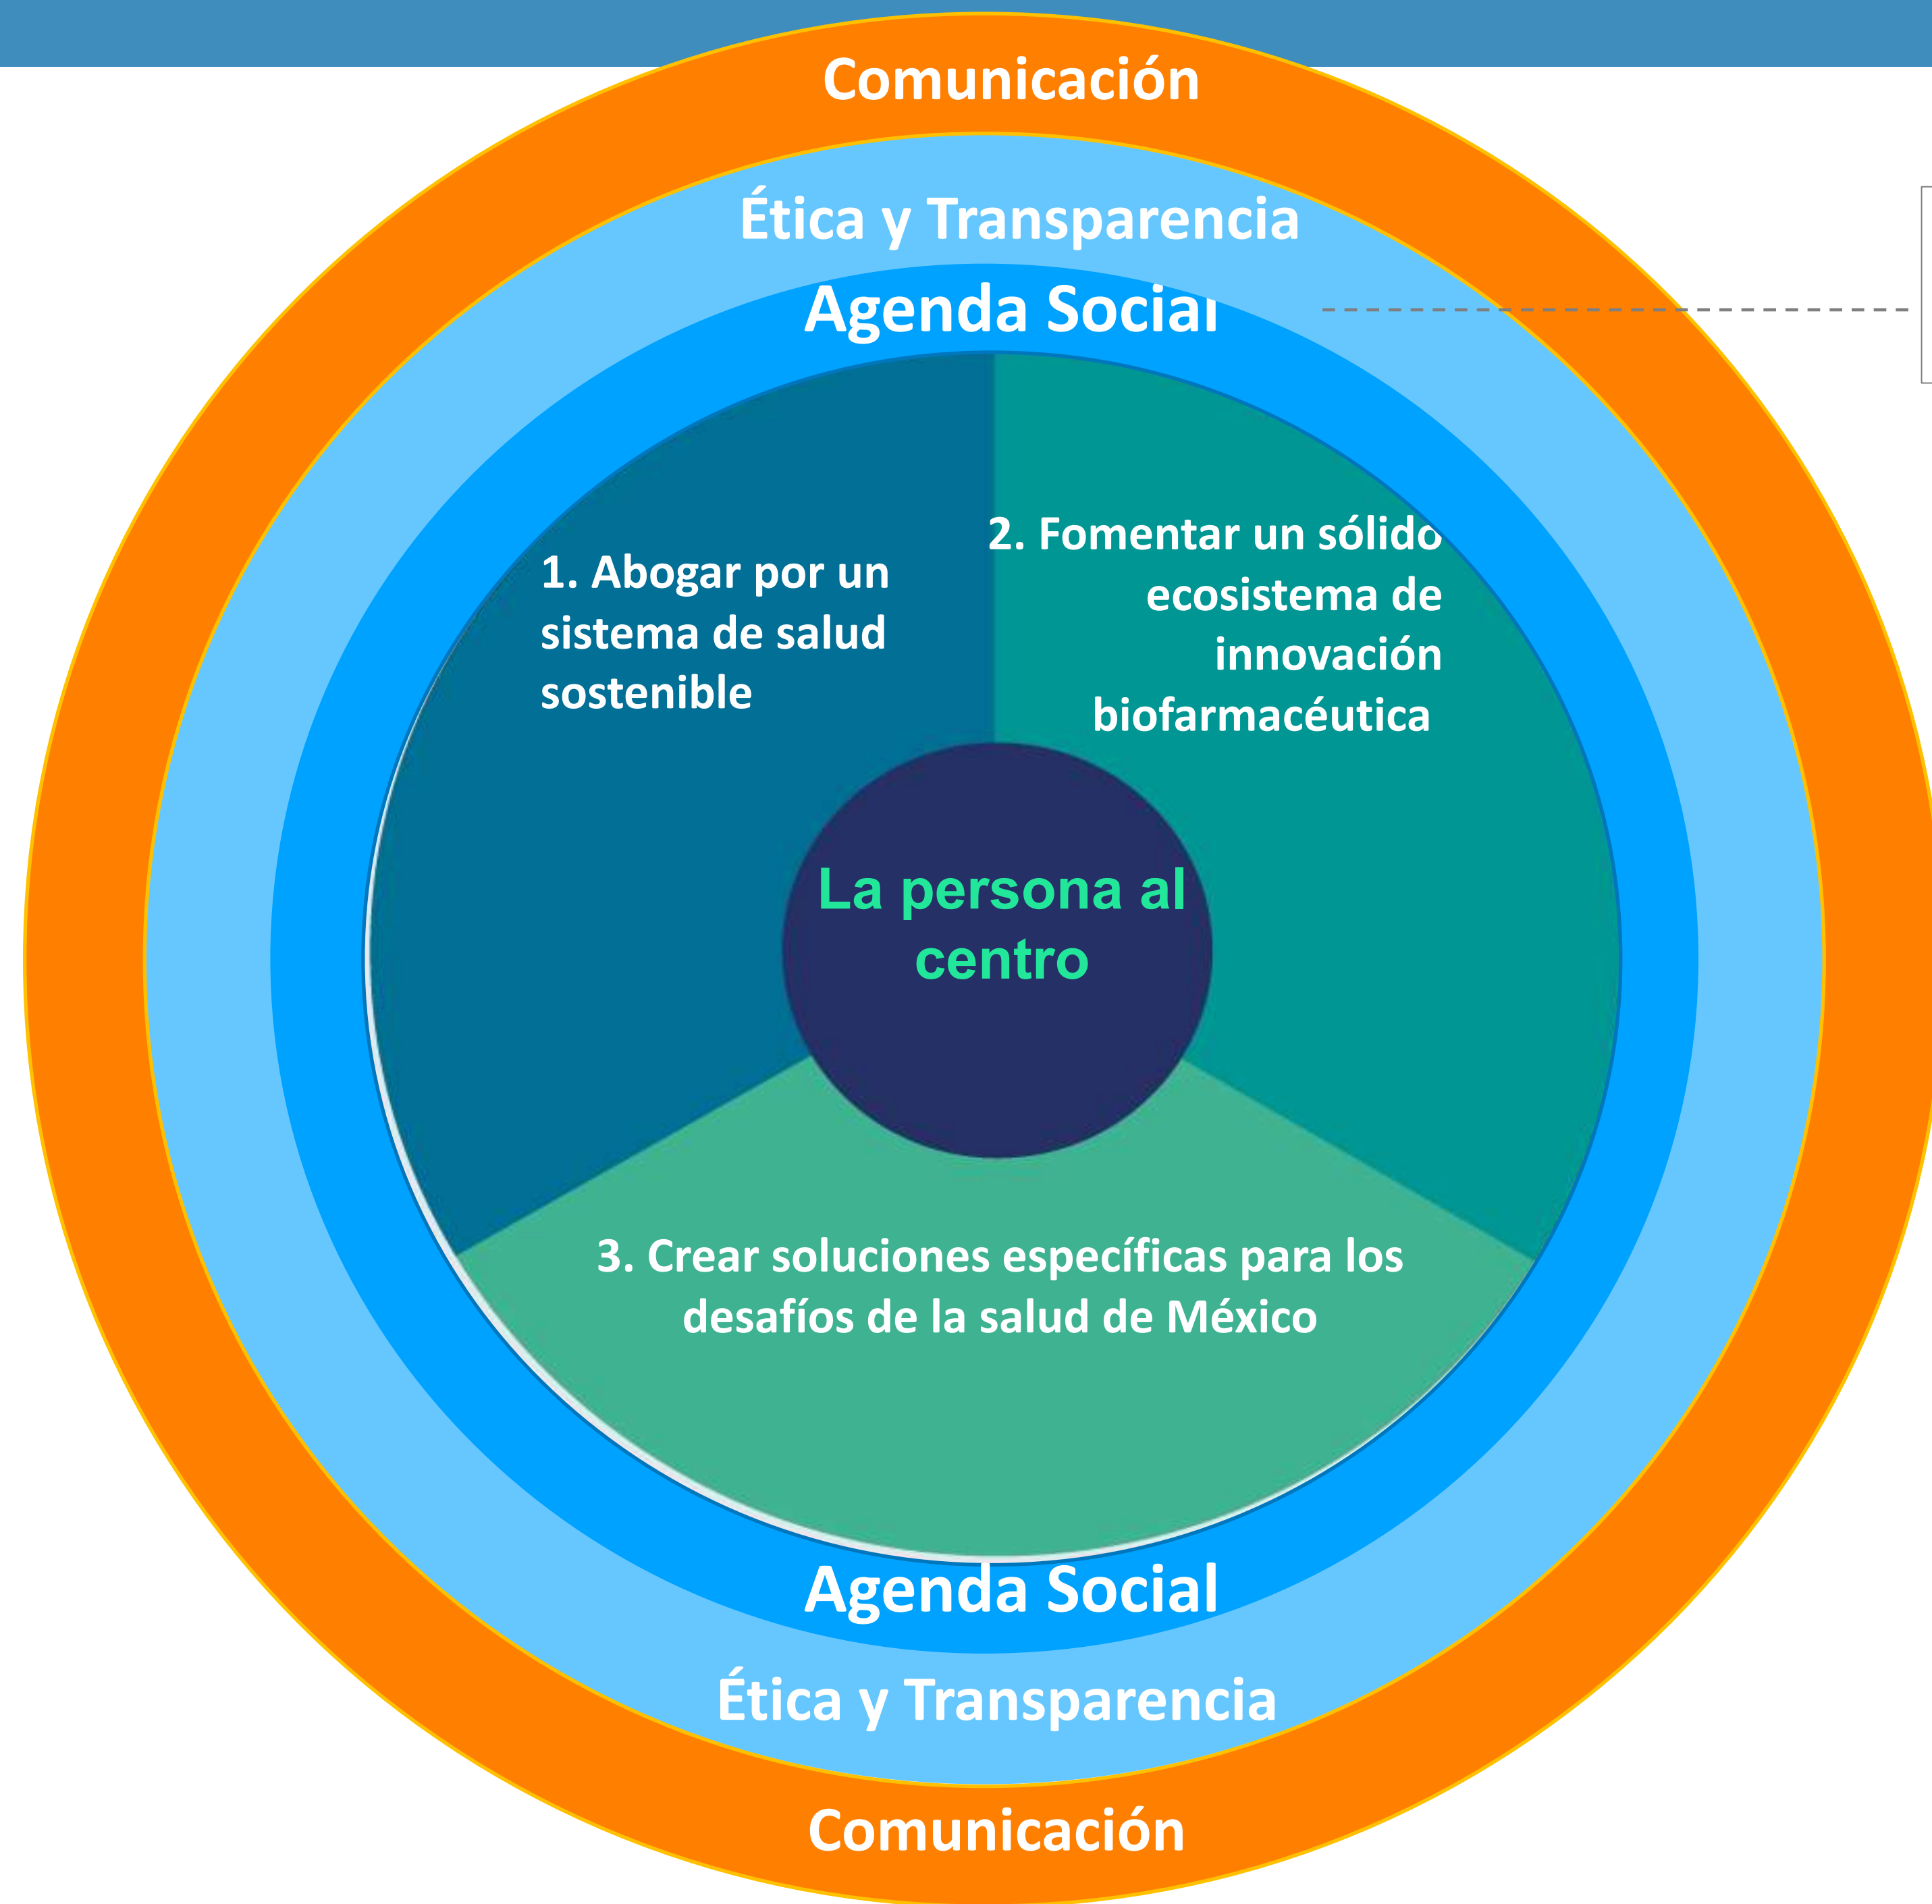 Comunicación
Ética y Transparencia
Agenda Social
1. Abogar por un
sistema de salud
sostenible
2. Fomentar un sólido
ecosistema de
innovación
biofarmacéutica
La persona al
centro
3. Crear soluciones específicas para los
desafíos de la salud de México
Agenda Social
Ética y Transparencia
Comunicación